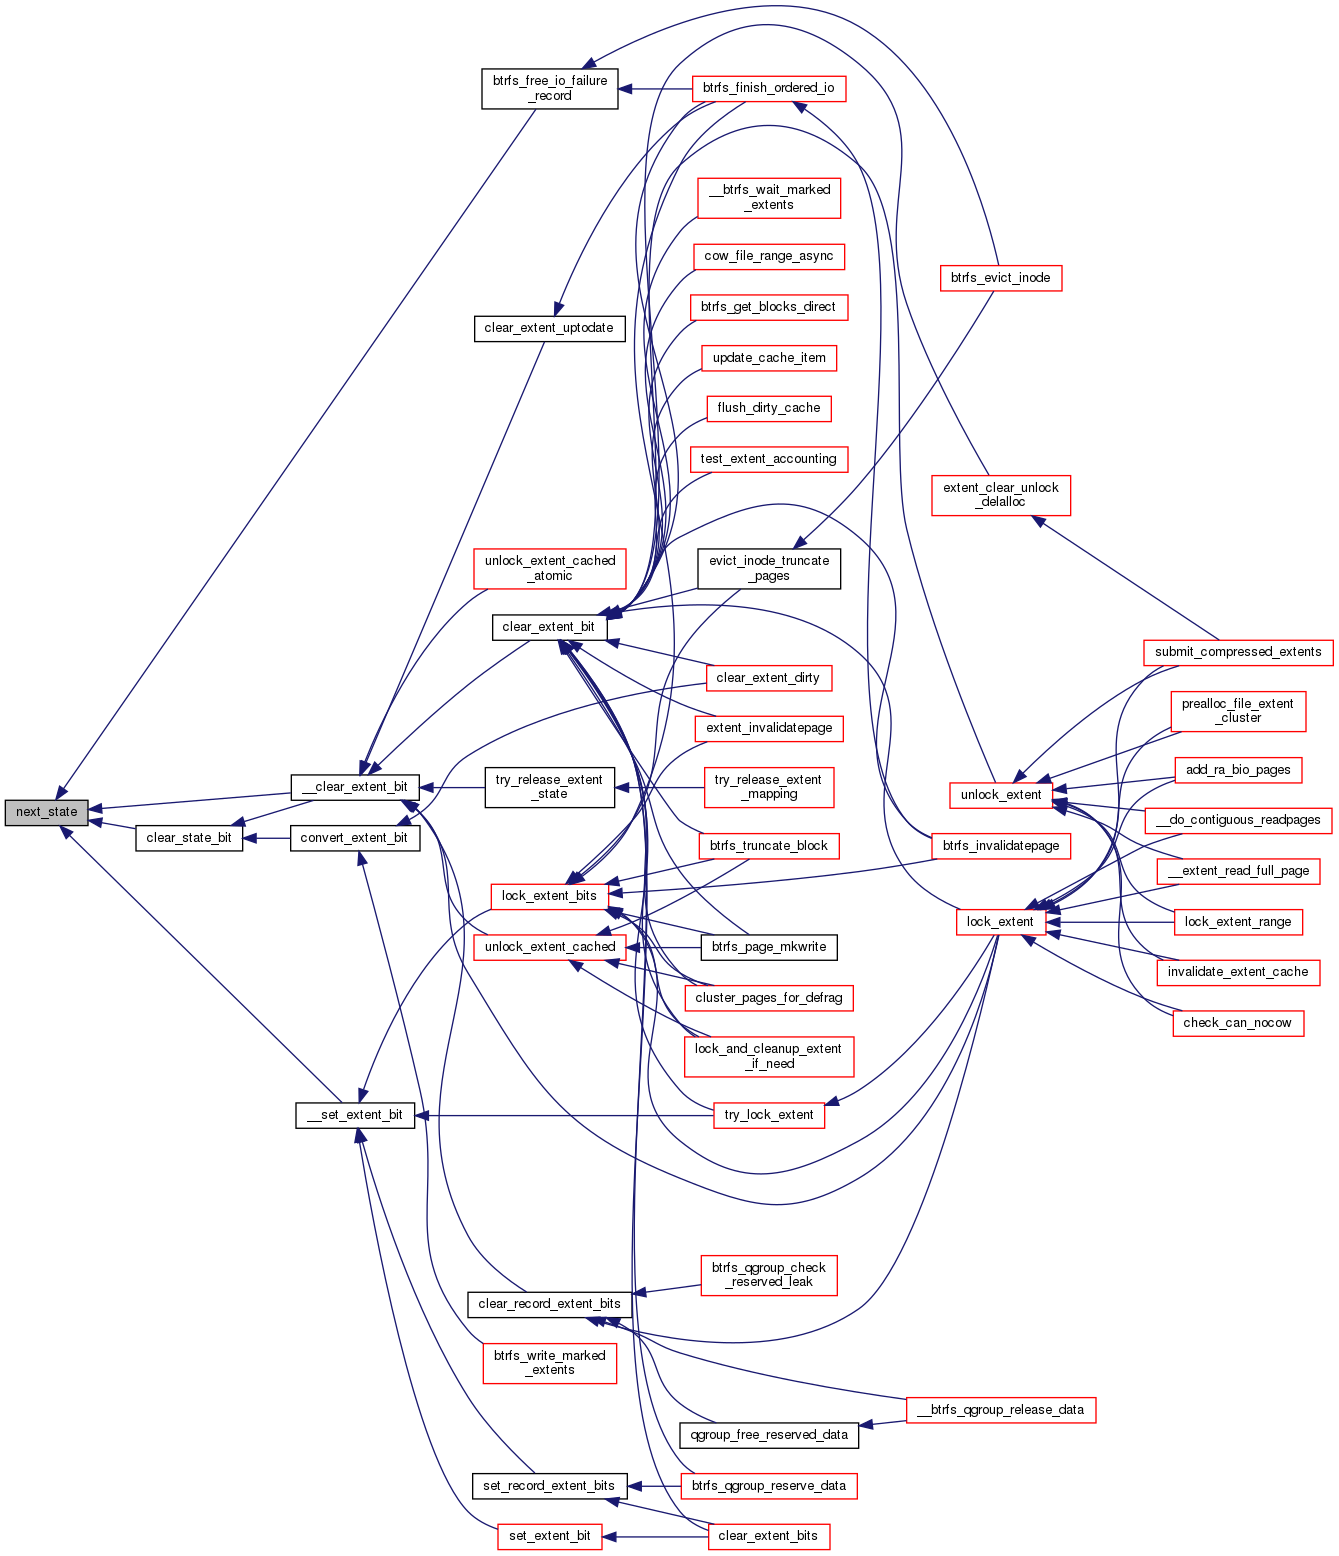 next_state
btrfs_free_io_failure
_record
__clear_extent_bit
clear_state_bit
convert_extent_bit
__set_extent_bit
clear_extent_uptodate
unlock_extent_cached
_atomic
clear_extent_bit
try_release_extent
_state
lock_extent_bits
unlock_extent_cached
clear_record_extent_bits
btrfs_write_marked
_extents
set_record_extent_bits
set_extent_bit
btrfs_finish_ordered_io
__btrfs_wait_marked
_extents
cow_file_range_async
btrfs_get_blocks_direct
update_cache_item
flush_dirty_cache
test_extent_accounting
evict_inode_truncate
_pages
clear_extent_dirty
extent_invalidatepage
try_release_extent
_mapping
btrfs_truncate_block
btrfs_page_mkwrite
cluster_pages_for_defrag
lock_and_cleanup_extent
_if_need
try_lock_extent
btrfs_qgroup_check
_reserved_leak
qgroup_free_reserved_data
btrfs_qgroup_reserve_data
clear_extent_bits
btrfs_evict_inode
extent_clear_unlock
_delalloc
unlock_extent
btrfs_invalidatepage
lock_extent
__btrfs_qgroup_release_data
submit_compressed_extents
prealloc_file_extent
_cluster
add_ra_bio_pages
__do_contiguous_readpages
__extent_read_full_page
lock_extent_range
invalidate_extent_cache
check_can_nocow